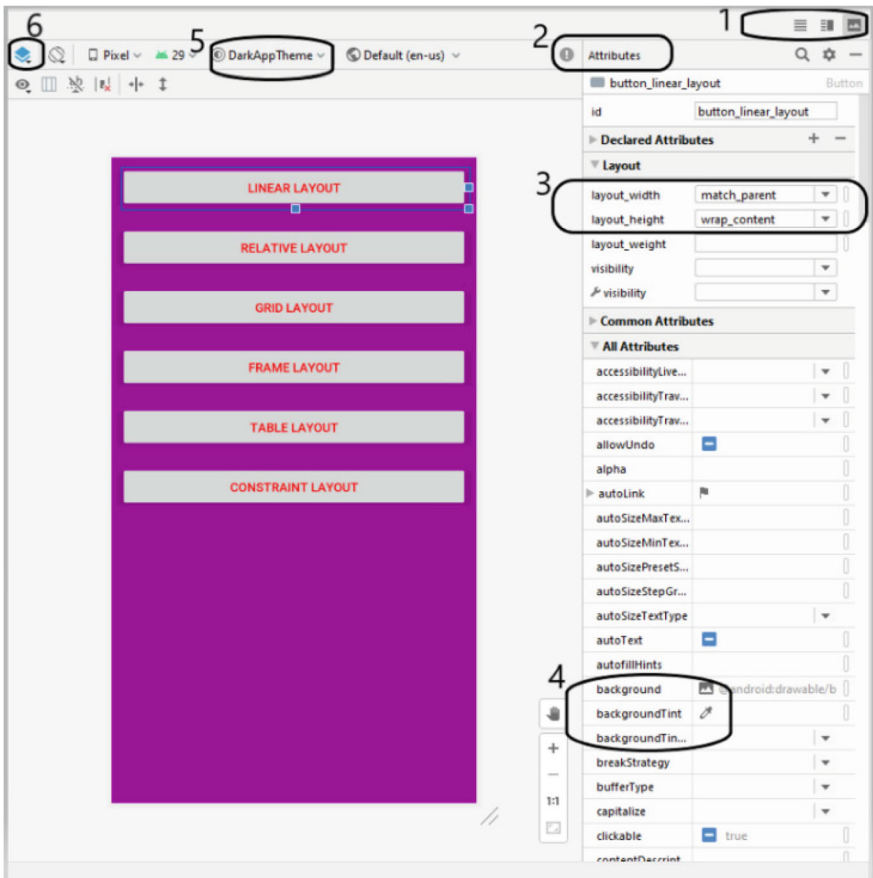 1
6
5
2
Pixel
29
DarkAppTheme
Default (en-us)
Attributes
button_linear_layout Button
id button_linear_layout
Declared Attributes
Layout
3
layout_width match_parent
layout_height wrap_content
layout_weight
visibility
visibility
Common Attributes
All Attributes
accessibilityLive...
accessibilityTrav...
accessibilityTrav...
allowUndo
alpha
autoLink
autoSizeMaxTex...
autoSizeMinTex...
autoSizePresetS...
autoSizeStepGr...
autoSizeTextType
autoText
autofillHints
4
background @android:drawable/b
backgroundTint
backgroundTin...
breakStrategy
bufferType
capitalize
clickable true
contentDescript
LINEAR LAYOUT
RELATIVE LAYOUT
GRID LAYOUT
FRAME LAYOUT
TABLE LAYOUT
CONSTRAINT LAYOUT
1:1